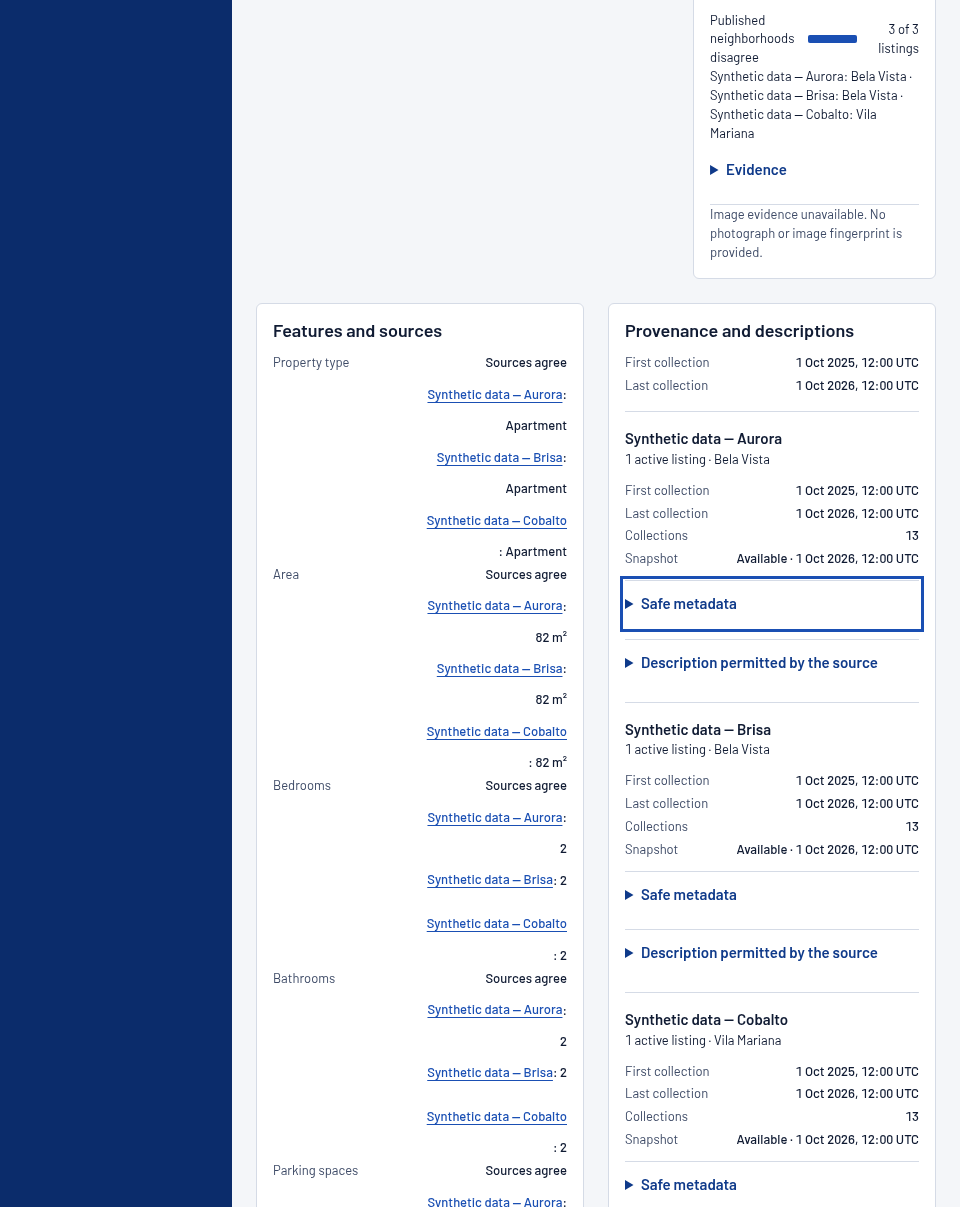 Published
neighborhoods
disagree
3 of 3
listings
Synthetic data — Aurora: Bela Vista ·
Synthetic data — Brisa: Bela Vista ·
Synthetic data — Cobalto: Vila
Mariana
Evidence
Image evidence unavailable. No
photograph or image fingerprint is
provided.
Features and sources
Property type Sources agree
Synthetic data — Aurora:
Apartment
Synthetic data — Brisa:
Apartment
Synthetic data — Cobalto
: Apartment
Area Sources agree
Synthetic data — Aurora:
82 m²
Synthetic data — Brisa:
82 m²
Synthetic data — Cobalto
: 82 m²
Bedrooms Sources agree
Synthetic data — Aurora:
2
Synthetic data — Brisa: 2
Synthetic data — Cobalto
: 2
Bathrooms Sources agree
Synthetic data — Aurora:
2
Synthetic data — Brisa: 2
Synthetic data — Cobalto
: 2
Parking spaces Sources agree
Synthetic data — Aurora:
Provenance and descriptions
First collection 1 Oct 2025, 12:00 UTC
Last collection 1 Oct 2026, 12:00 UTC
Synthetic data — Aurora
1 active listing · Bela Vista
First collection 1 Oct 2025, 12:00 UTC
Last collection 1 Oct 2026, 12:00 UTC
Collections 13
Snapshot Available · 1 Oct 2026, 12:00 UTC
Safe metadata
Description permitted by the source
Synthetic data — Brisa
1 active listing · Bela Vista
First collection 1 Oct 2025, 12:00 UTC
Last collection 1 Oct 2026, 12:00 UTC
Collections 13
Snapshot Available · 1 Oct 2026, 12:00 UTC
Safe metadata
Description permitted by the source
Synthetic data — Cobalto
1 active listing · Vila Mariana
First collection 1 Oct 2025, 12:00 UTC
Last collection 1 Oct 2026, 12:00 UTC
Collections 13
Snapshot Available · 1 Oct 2026, 12:00 UTC
Safe metadata